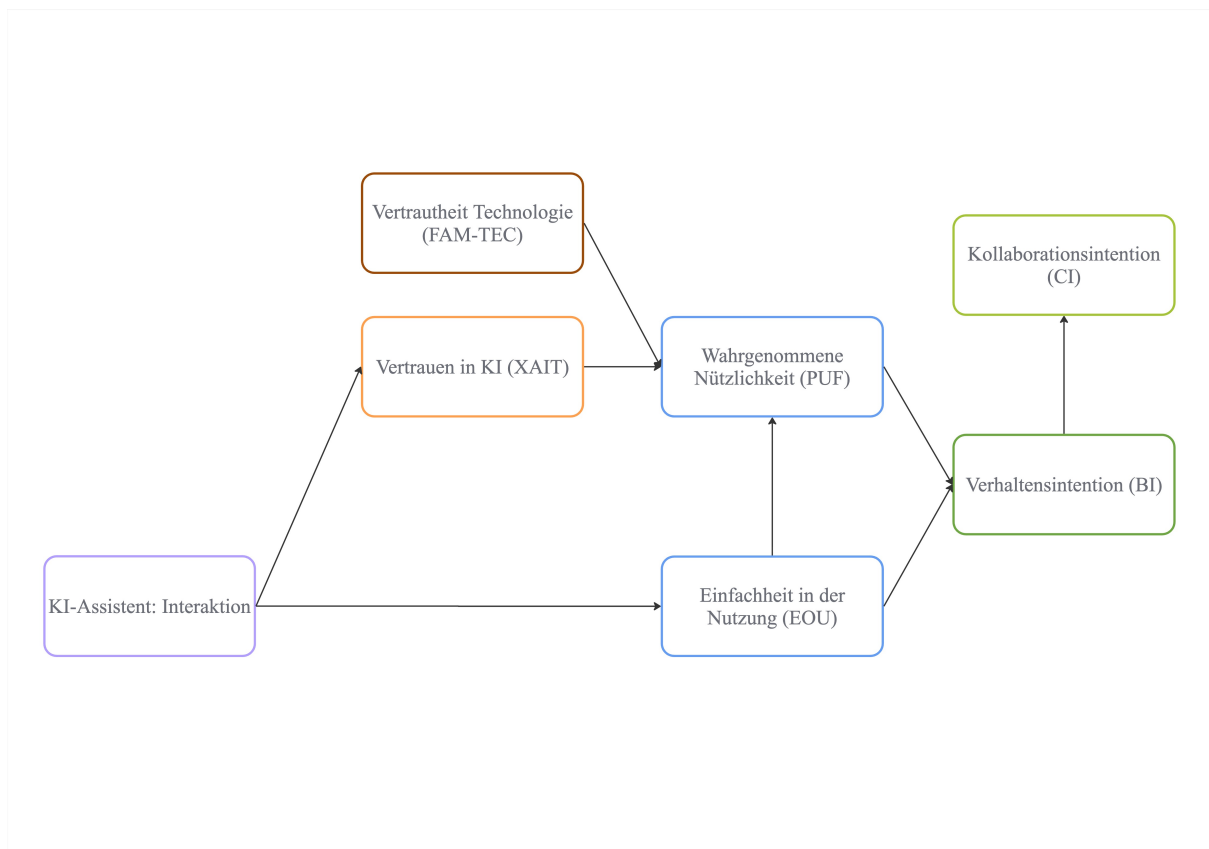 Vertrautheit Technologie
(FAM-TEC)
Kollaborationsintention
(CI)
Vertrauen in KI (XAIT)
Wahrgenommene
Nützlichkeit (PUF)
Verhaltensintention (BI)
KI-Assistent: Interaktion
Einfachheit in der
Nutzung (EOU)